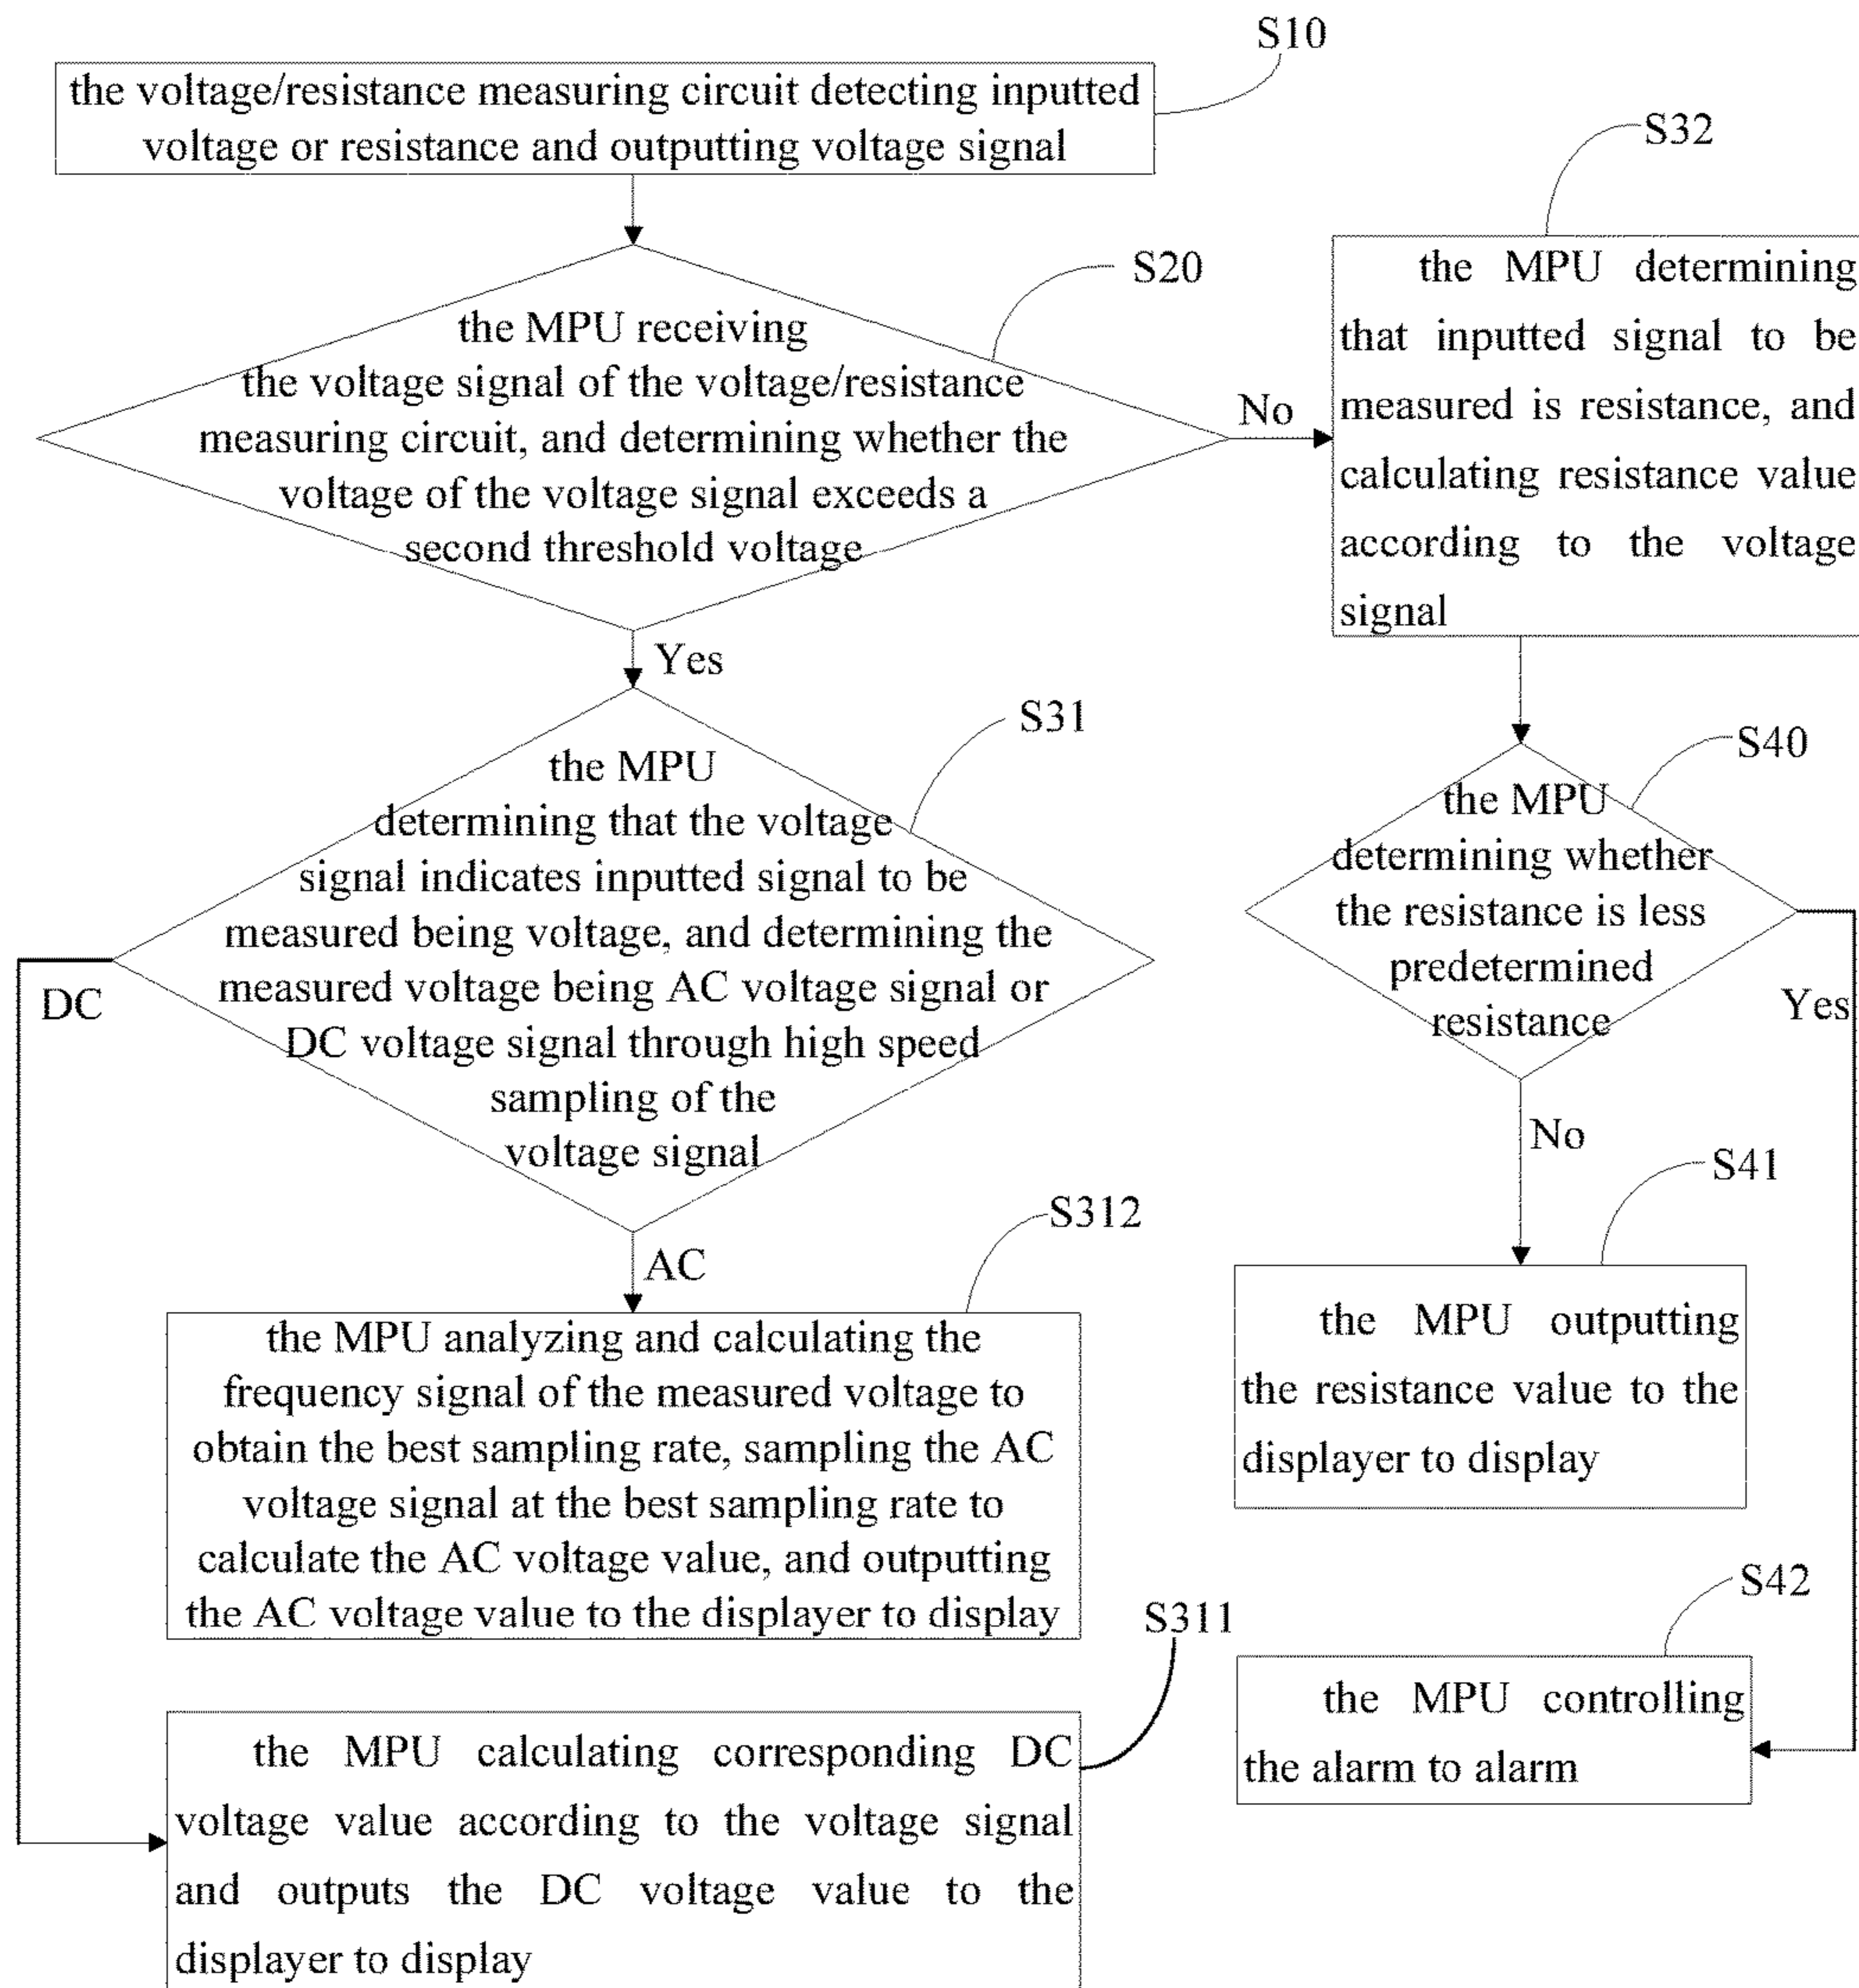 S10
the voltage/resistance measuring circuit detecting inputted
voltage or resistance and outputting voltage signal
S20
the MPU receiving
the voltage signal of the voltage/resistance
measuring circuit, and determining whether the
voltage of the voltage signal exceeds a
second threshold voltage
No
Yes
S32
the MPU determining
that inputted signal to be
measured is resistance, and
calculating resistance value
according to the voltage
signal
S31
the MPU
determining that the voltage
signal indicates inputted signal to be
measured being voltage, and determining the
measured voltage being AC voltage signal or
DC voltage signal through high speed
sampling of the
voltage signal
DC
AC
S40
the MPU
determining whether
the resistance is less
predetermined
resistance
Yes
No
S312
the MPU analyzing and calculating the
frequency signal of the measured voltage to
obtain the best sampling rate, sampling the AC
voltage signal at the best sampling rate to
calculate the AC voltage value, and outputting
the AC voltage value to the displayer to display
S41
the MPU outputting
the resistance value to the
displayer to display
S311
the MPU calculating corresponding DC
voltage value according to the voltage signal
and outputs the DC voltage value to the
displayer to display
S42
the MPU controlling
the alarm to alarm